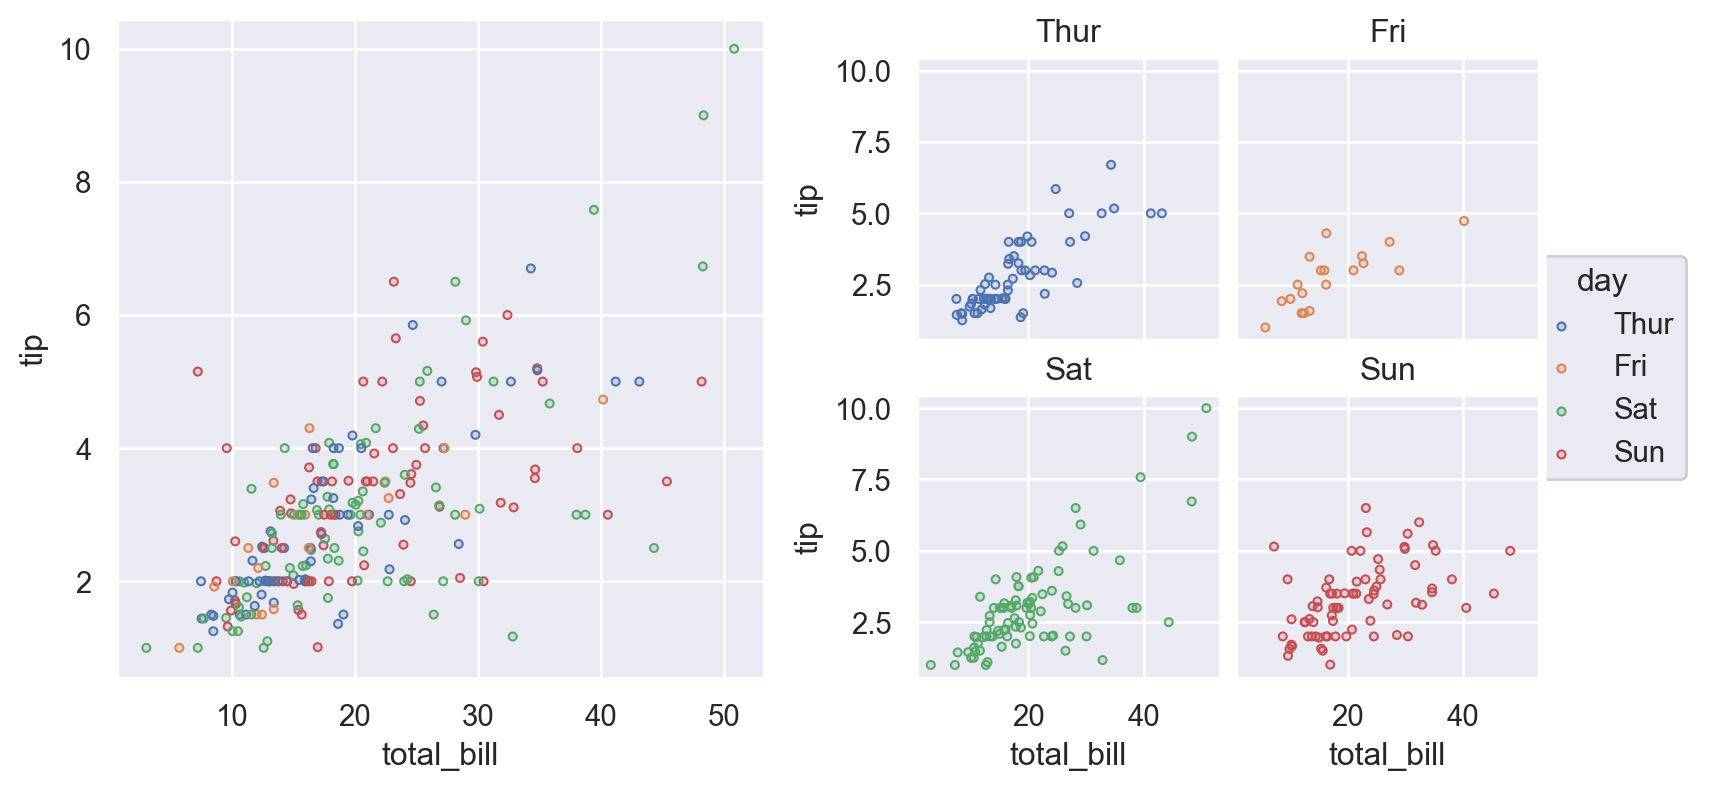 10
8
6
4
2
tip
10 20 30 40 50
total_bill
Thur Fri
10.0
7.5
5.0
2.5
tip
Sat Sun
10.0
7.5
5.0
2.5
tip
20 40 20 40
total_bill total_bill
day
Thur
Fri
Sat
Sun